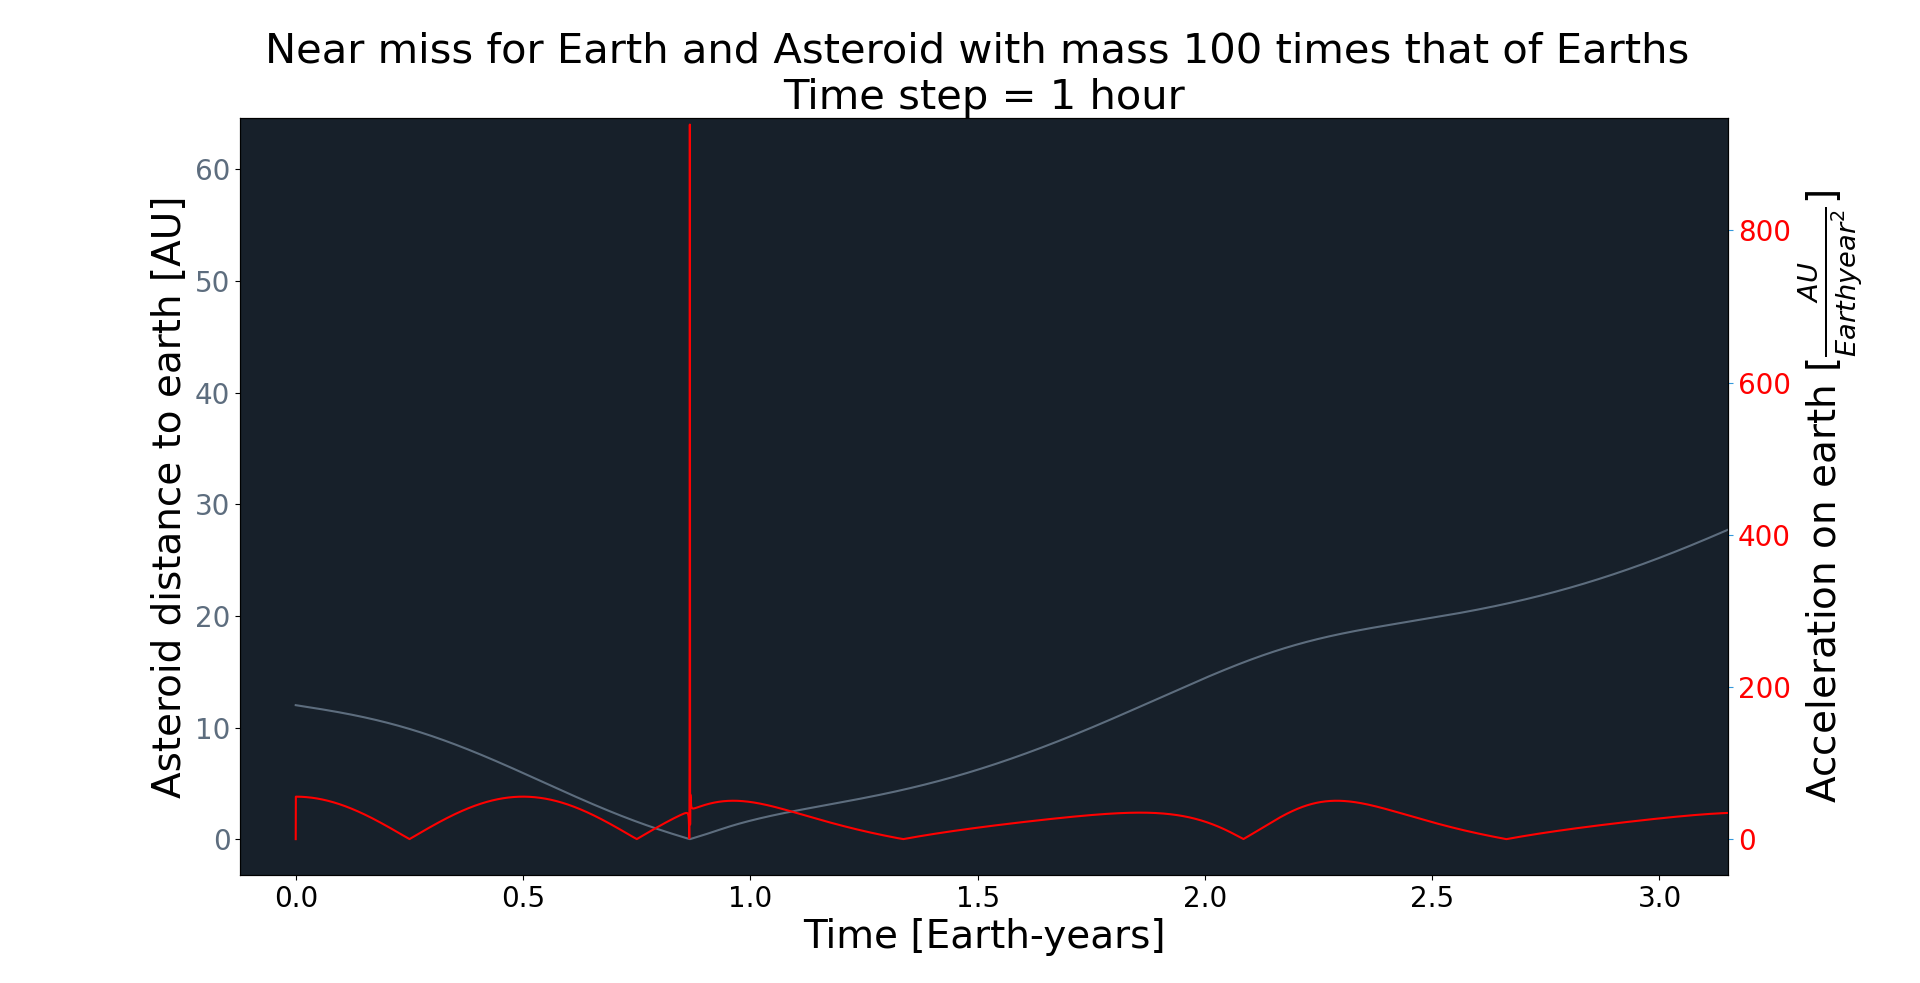 Near miss for Earth and Asteroid with mass 100 times that of Earths
Time step = 1 hour
Asteroid distance to earth [AU]
60
50
40
30
20
10
0
800
600
400
200
0
Acceleration on earth [AU/Earthyear²]
0.0 0.5 1.0 1.5 2.0 2.5 3.0
Time [Earth-years]